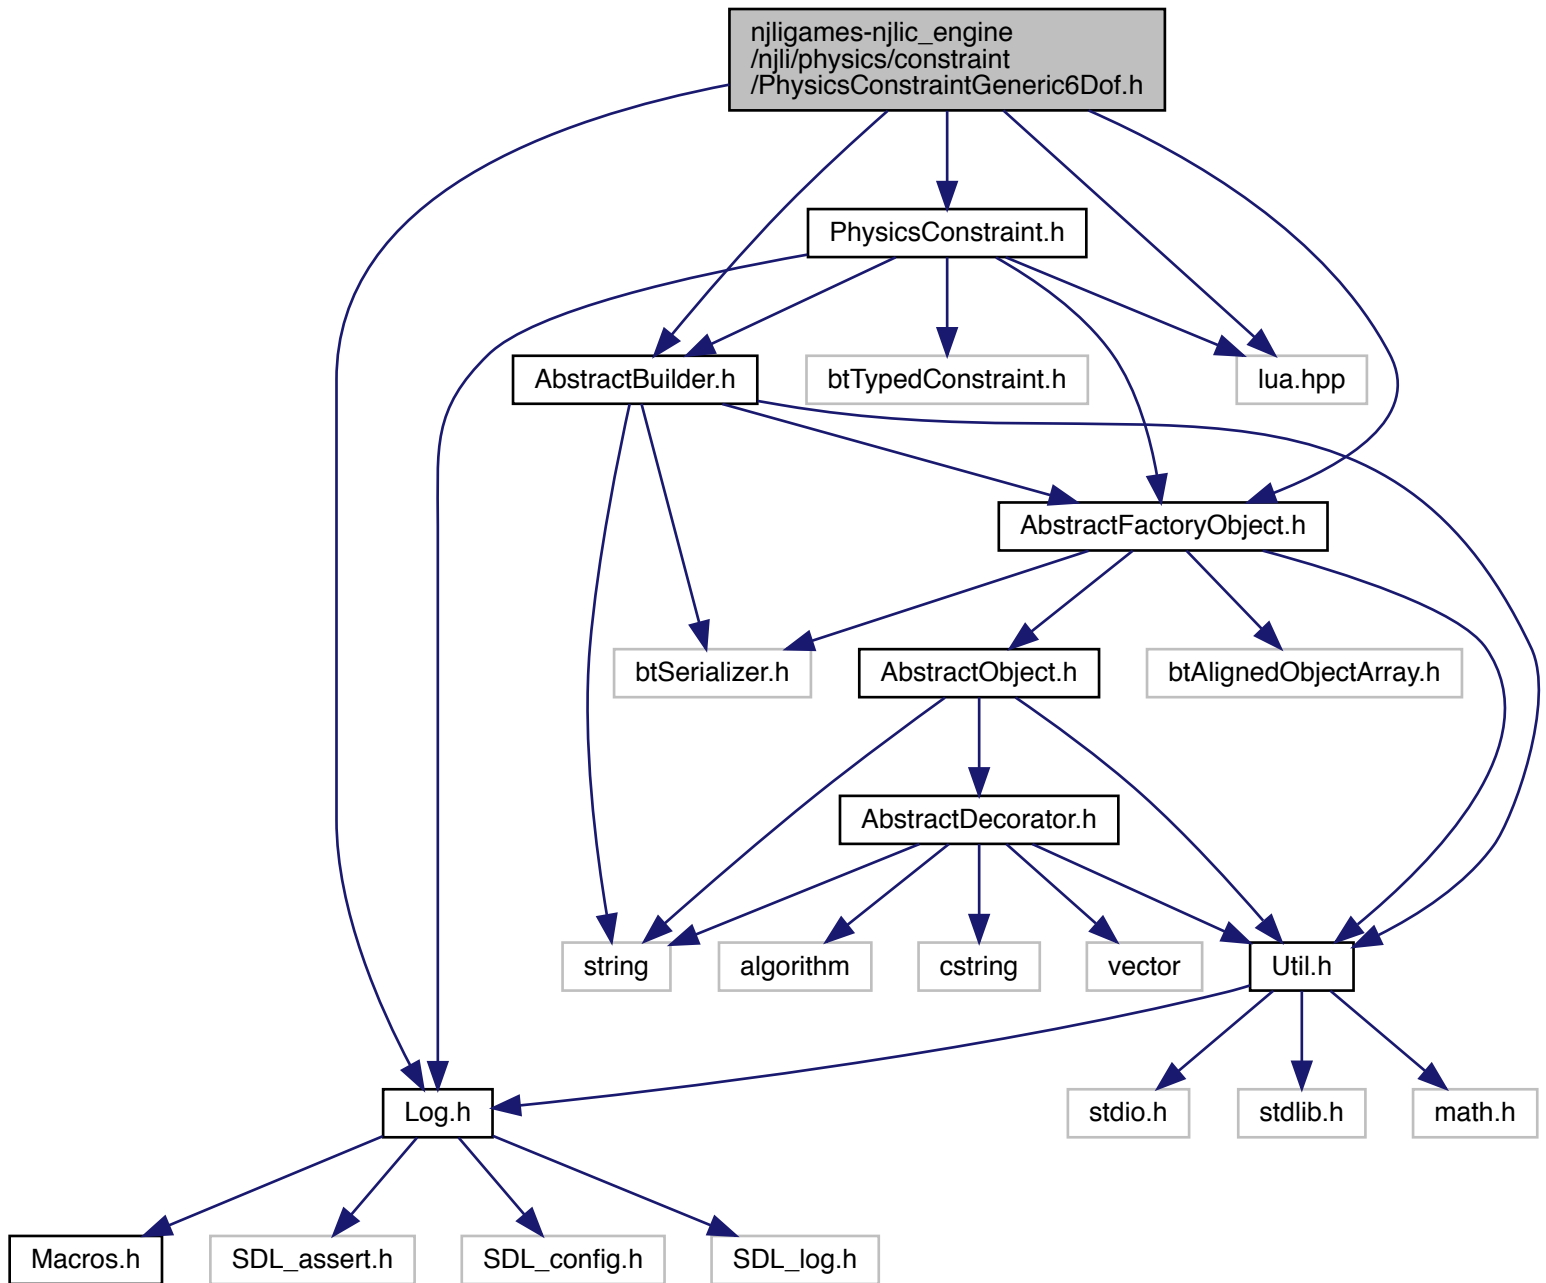 njligames-njlic_engine
/njli/physics/constraint
/PhysicsConstraintGeneric6Dof.h
PhysicsConstraint.h
AbstractBuilder.h
btTypedConstraint.h
lua.hpp
AbstractFactoryObject.h
btSerializer.h
AbstractObject.h
btAlignedObjectArray.h
AbstractDecorator.h
string
algorithm
cstring
vector
Util.h
Log.h
stdio.h
stdlib.h
math.h
Macros.h
SDL_assert.h
SDL_config.h
SDL_log.h